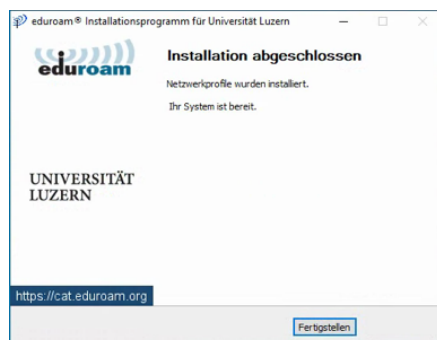 eduroam® Installationsprogramm für Universität Luzern
eduroam
Installation abgeschlossen
Netzwerkprofile wurden installiert.
Ihr System ist bereit.
UNIVERSITÄT
LUZERN
https://cat.eduroam.org
Fertigstellen